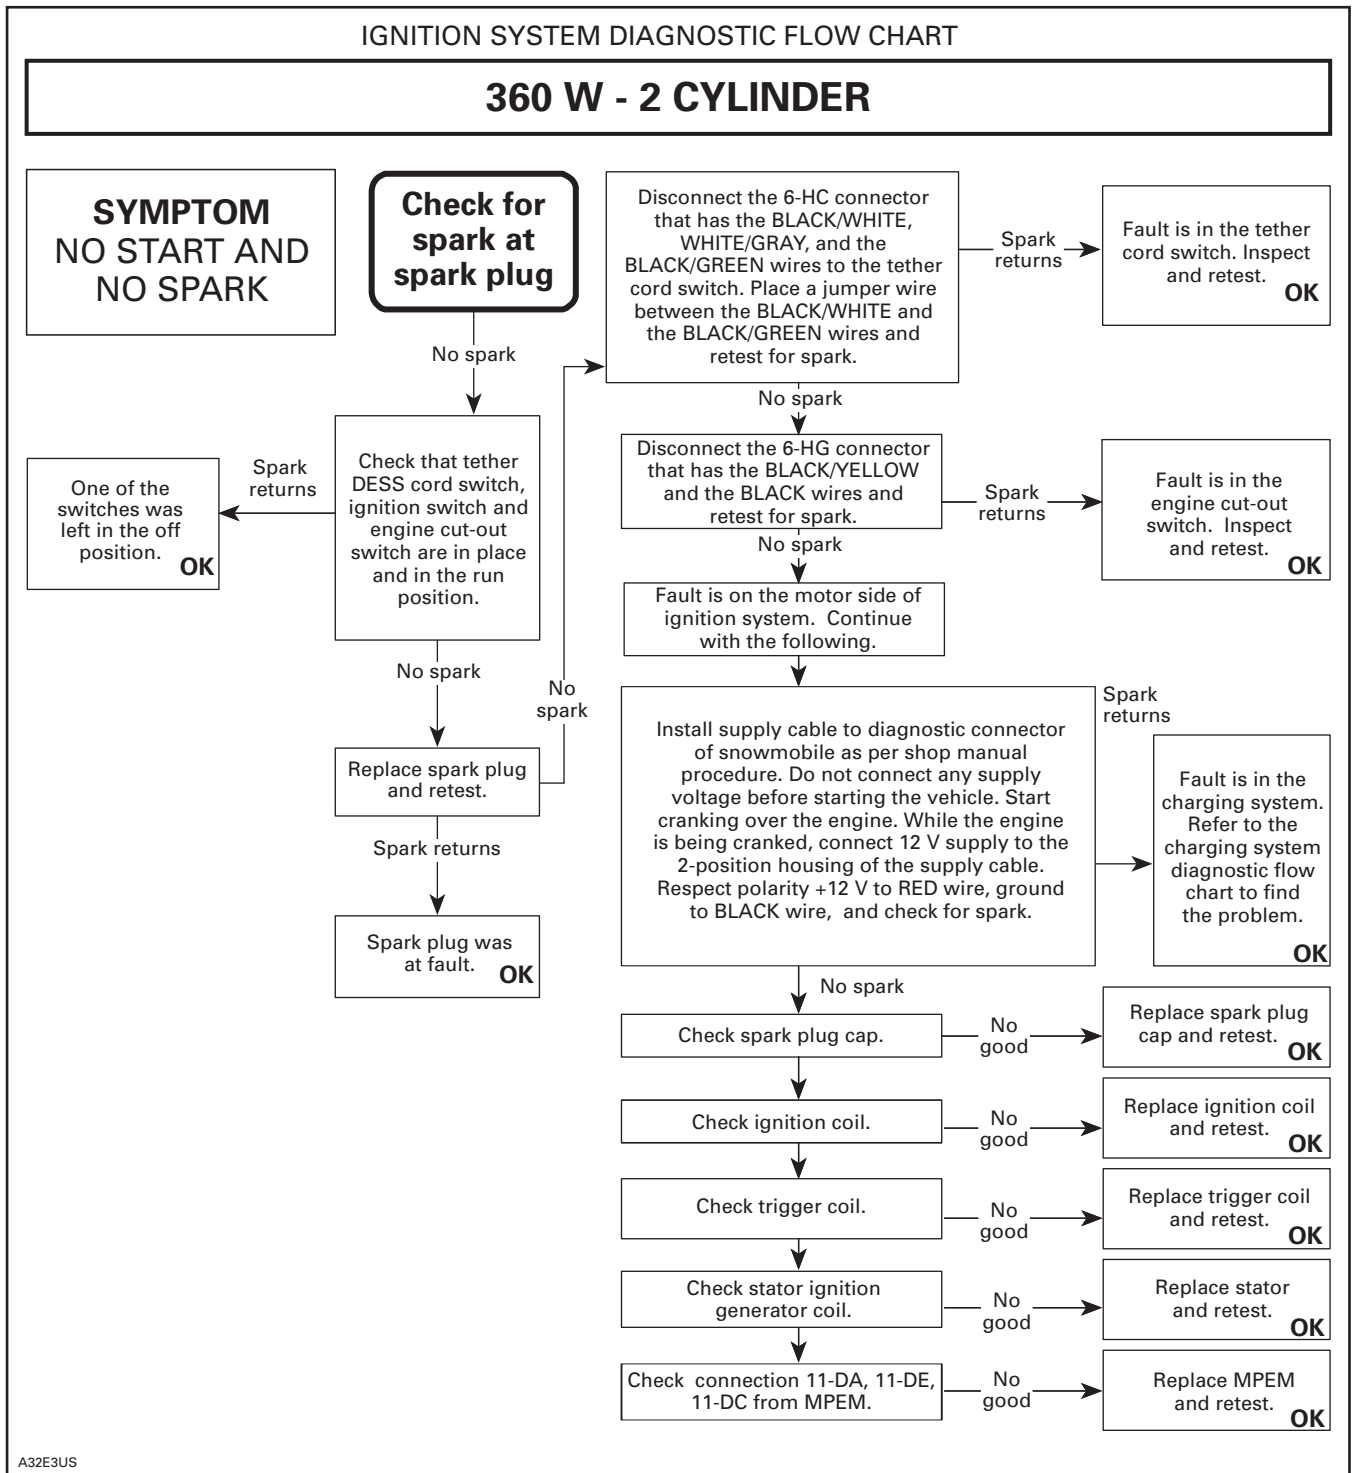 IGNITION SYSTEM DIAGNOSTIC FLOW CHART
360 W - 2 CYLINDER
SYMPTOM
NO START AND
NO SPARK
Check for
spark at
spark plug
No spark
Check that tether
DESS cord switch,
ignition switch and
engine cut-out
switch are in place
and in the run
position.
Spark
returns
One of the
switches was
left in the off
position.
OK
No spark
Replace spark plug
and retest.
Spark returns
Spark plug was
at fault.
OK
No
spark
Disconnect the 6-HC connector
that has the BLACK/WHITE,
WHITE/GRAY, and the
BLACK/GREEN wires to the tether
cord switch. Place a jumper wire
between the BLACK/WHITE and
the BLACK/GREEN wires and
retest for spark.
Spark
returns
Fault is in the tether
cord switch. Inspect
and retest.
OK
No spark
Disconnect the 6-HG connector
that has the BLACK/YELLOW
and the BLACK wires and
retest for spark.
Spark
returns
Fault is in the
engine cut-out
switch. Inspect
and retest.
OK
No spark
Fault is on the motor side of
ignition system. Continue
with the following.
Install supply cable to diagnostic connector
of snowmobile as per shop manual
procedure. Do not connect any supply
voltage before starting the vehicle. Start
cranking over the engine. While the engine
is being cranked, connect 12 V supply to the
2-position housing of the supply cable.
Respect polarity +12 V to RED wire, ground
to BLACK wire, and check for spark.
Spark
returns
Fault is in the
charging system.
Refer to the
charging system
diagnostic flow
chart to find
the problem.
OK
No spark
Check spark plug cap.
No
good
Replace spark plug
cap and retest.
OK
Check ignition coil.
No
good
Replace ignition coil
and retest.
OK
Check trigger coil.
No
good
Replace trigger coil
and retest.
OK
Check stator ignition
generator coil.
No
good
Replace stator
and retest.
OK
Check connection 11-DA, 11-DE,
11-DC from MPEM.
No
good
Replace MPEM
and retest.
OK
A32E3US